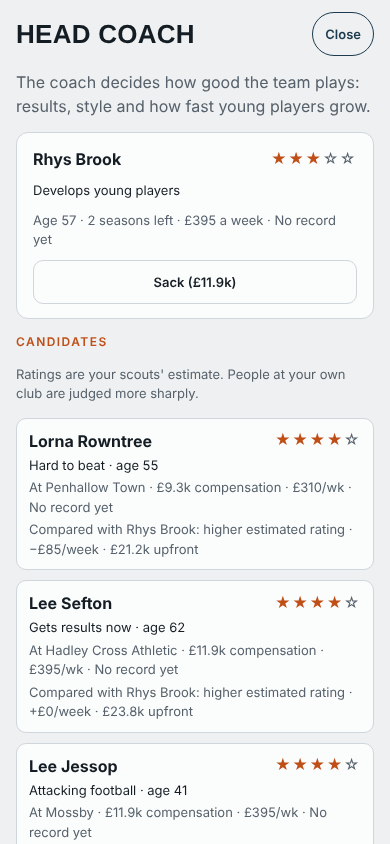 HEAD COACH
Close
The coach decides how good the team plays:
results, style and how fast young players grow.
Rhys Brook
★★★☆☆
Develops young players
Age 57 · 2 seasons left · £395 a week · No record
yet
Sack (£11.9k)
CANDIDATES
Ratings are your scouts' estimate. People at your own
club are judged more sharply.
Lorna Rowntree
★★★★☆
Hard to beat · age 55
At Penhallow Town · £9.3k compensation · £310/wk ·
No record yet
Compared with Rhys Brook: higher estimated rating ·
−£85/week · £21.2k upfront
Lee Sefton
★★★★☆
Gets results now · age 62
At Hadley Cross Athletic · £11.9k compensation ·
£395/wk · No record yet
Compared with Rhys Brook: higher estimated rating ·
+£0/week · £23.8k upfront
Lee Jessop
★★★★☆
Attacking football · age 41
At Mossby · £11.9k compensation · £395/wk · No
record yet